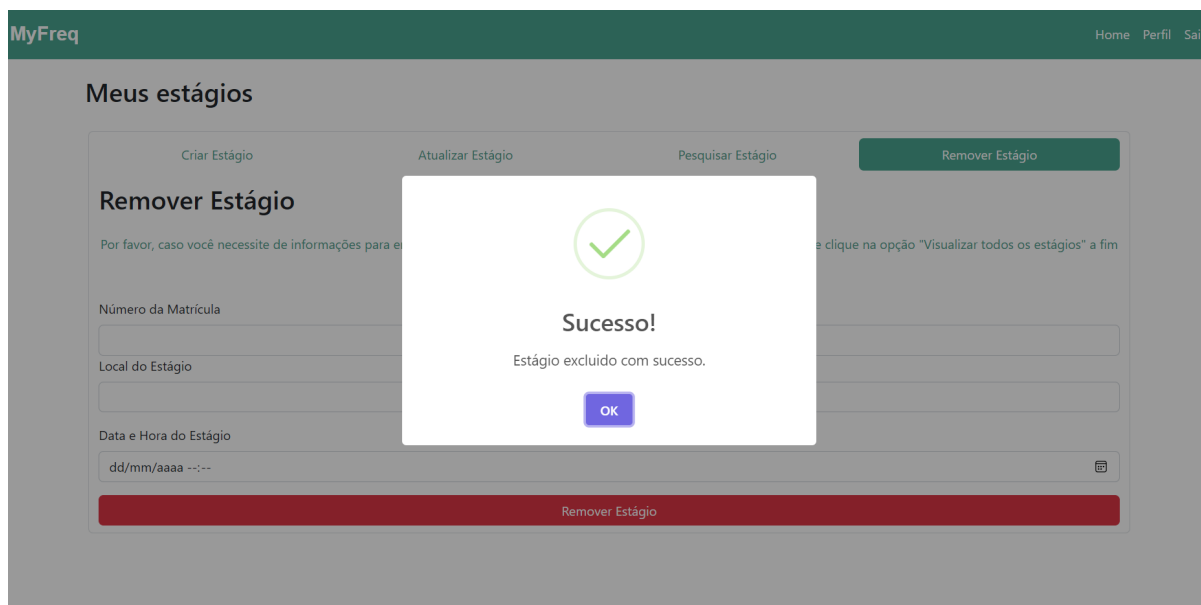 MyFreq
Home Perfil Sai
Meus estágios
Criar Estágio Atualizar Estágio Pesquisar Estágio Remover Estágio
Remover Estágio
Por favor, caso você necessite de informações para e clique na opção "Visualizar todos os estágios" a fim
Sucesso!
Estágio excluido com sucesso.
OK
Número da Matrícula
Local do Estágio
Data e Hora do Estágio
dd/mm/aaaa --:--
Remover Estágio